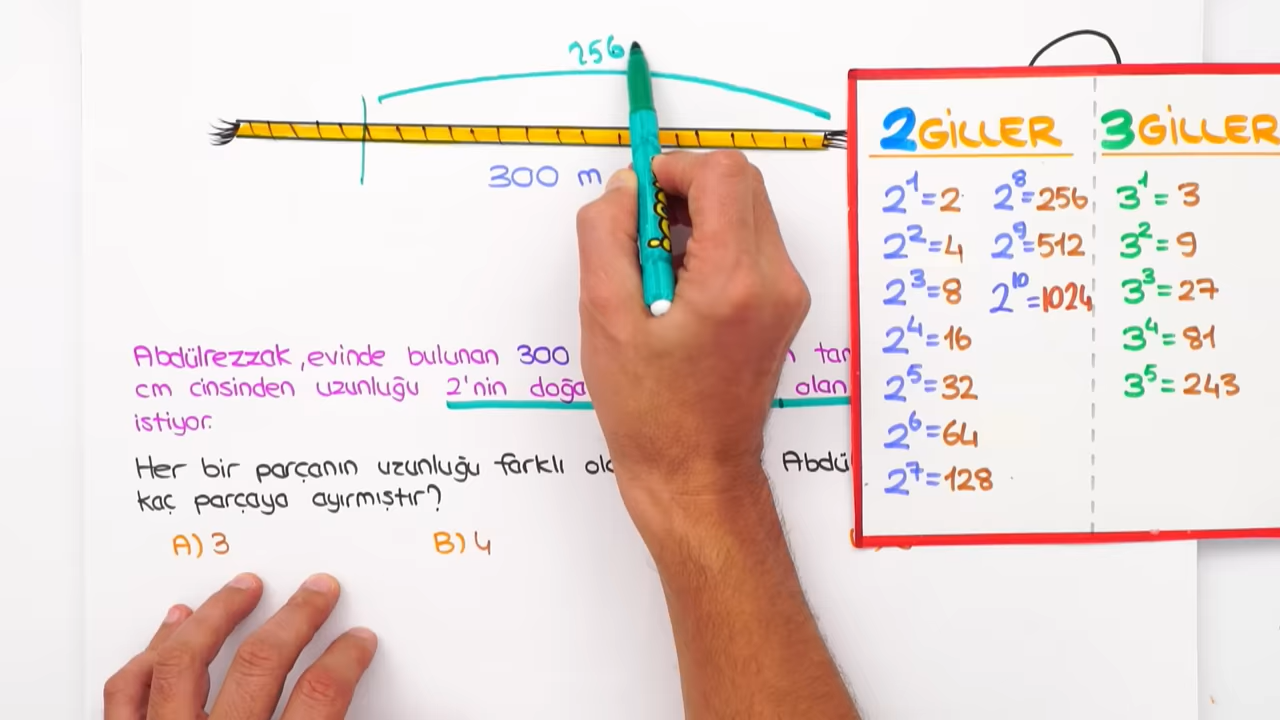 256
300 m
2GİLLER
2¹=2
2²=4
2³=8
2⁴=16
2⁵=32
2⁶=64
2⁷=128
2⁸=256
2⁹=512
2¹⁰=1024
3GİLLER
3¹=3
3²=9
3³=27
3⁴=81
3⁵=243
Abdülrezzak, evinde bulunan 300
cm cinsinden uzunluğu 2'nin olan
istiyor.
Her bir parçanın uzunluğu farklı
kaç parçaya ayırmıştır?
A) 3
B) 4